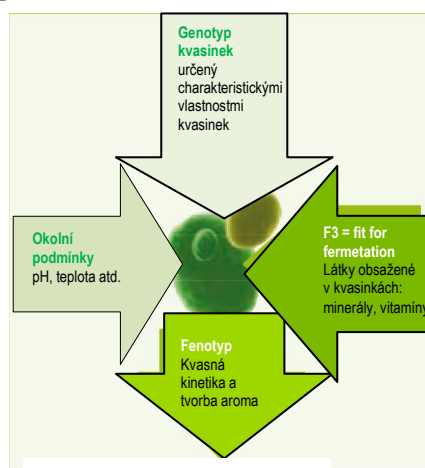 Genotyp
kvasinek
určený
charakteristickými
vlastnostmi
kvasinek
Okolní
podmínky
pH, teplota atd.
F3 = fit for
fermetation
Látky obsažené
v kvasinkách:
minerály, vitamíny
Fenotyp
Kvasná
kinetika a
tvorba aroma